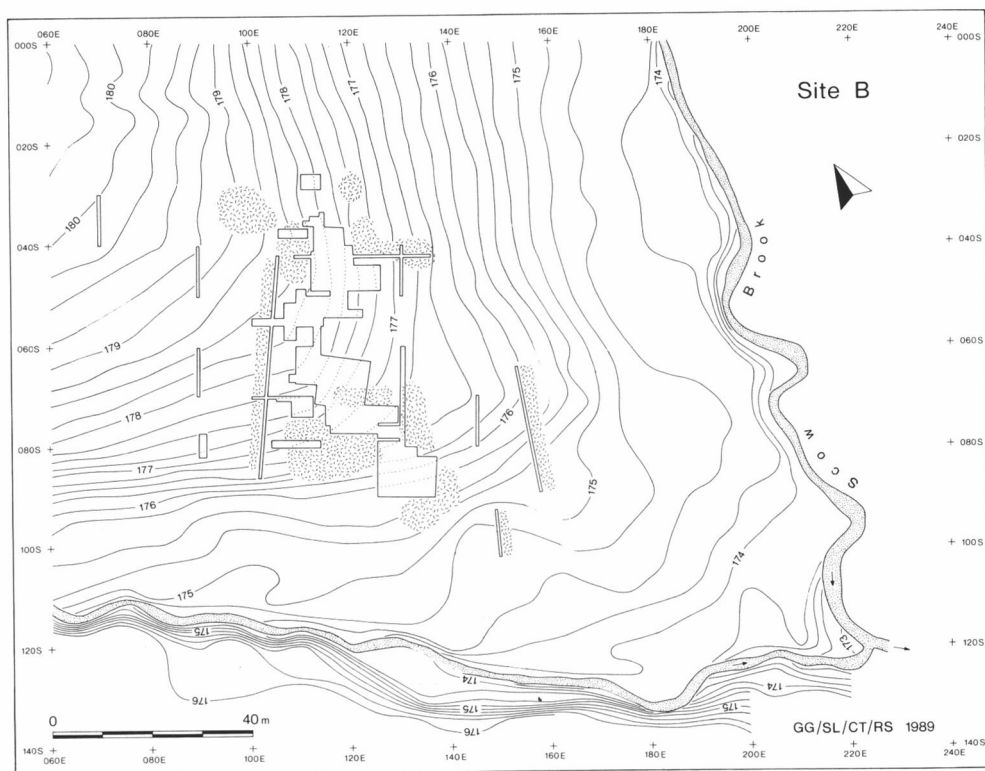 060E 080E 100E 120E 140E 160E 180E 200E 220E 240E
000S 000S
180 179 178 177 176 175 174
Site B
020S 020S
180
040S 040S
Brook
177
179
060S 060S
178
176
080S 080S
177
175
Scow
176
100S 100S
174
175
120S 120S
175
173
174
174
176
175
175
0 40m
176
GG/SL/CT/RS 1989
140S 140S
060E 080E 100E 120E 140E 160E 180E 200E 220E